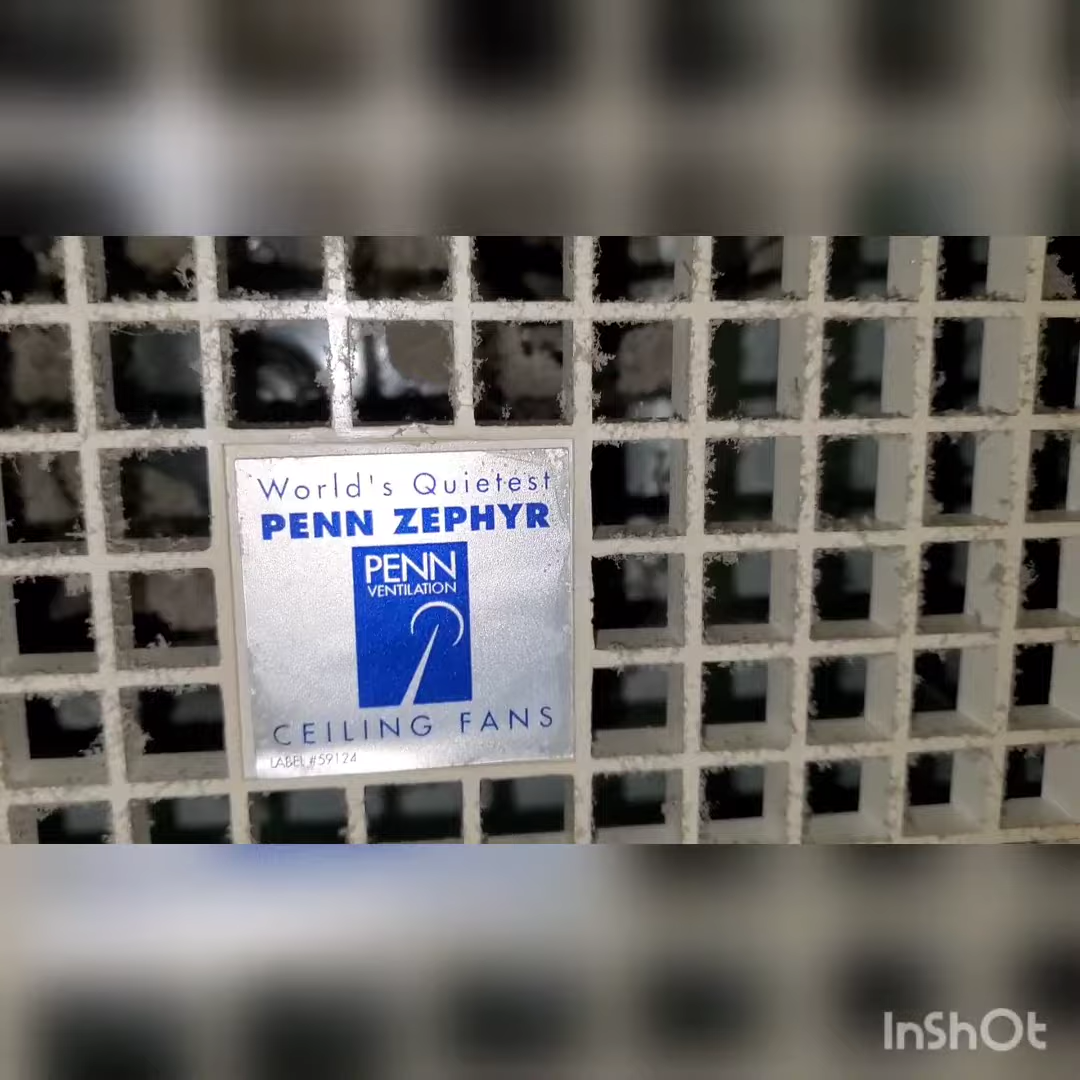 World's Quietest
PENN ZEPHYR
PENN
VENTILATION
CEILING FANS
LABEL #59124
InShOt